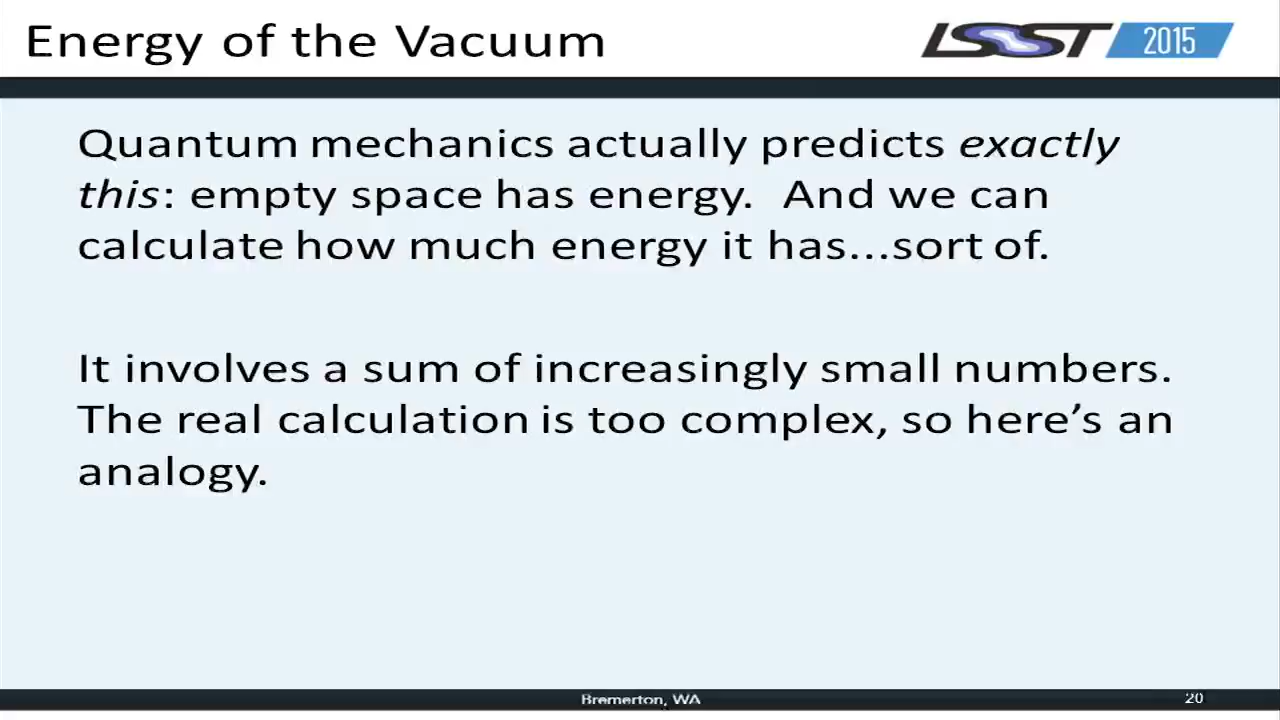 Energy of the Vacuum
LSST 2015
Quantum mechanics actually predicts exactly
this: empty space has energy. And we can
calculate how much energy it has...sort of.
It involves a sum of increasingly small numbers.
The real calculation is too complex, so here’s an
analogy.
Bremerton, WA
20